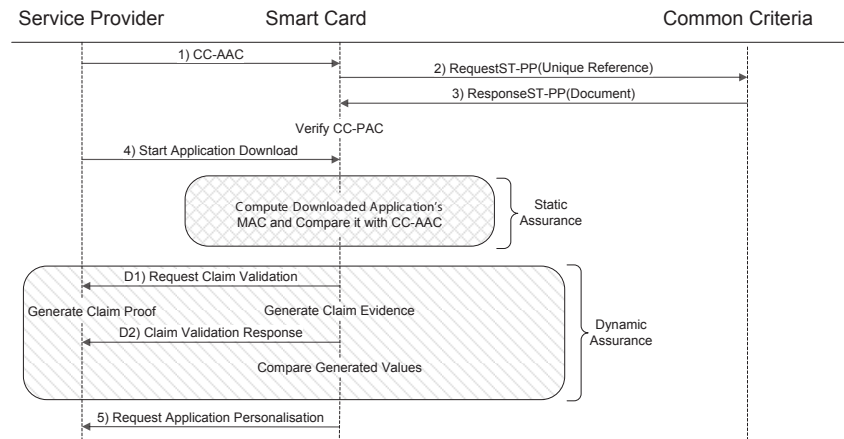 Service Provider
Smart Card
Common Criteria
1) CC-AAC
2) RequestST-PP(Unique Reference)
3) ResponseST-PP(Document)
Verify CC-PAC
4) Start Application Download
Compute Downloaded Application's
MAC and Compare it with CC-AAC
Static
Assurance
D1) Request Claim Validation
Generate Claim Proof
Generate Claim Evidence
D2) Claim Validation Response
Compare Generated Values
Dynamic
Assurance
5) Request Application Personalisation